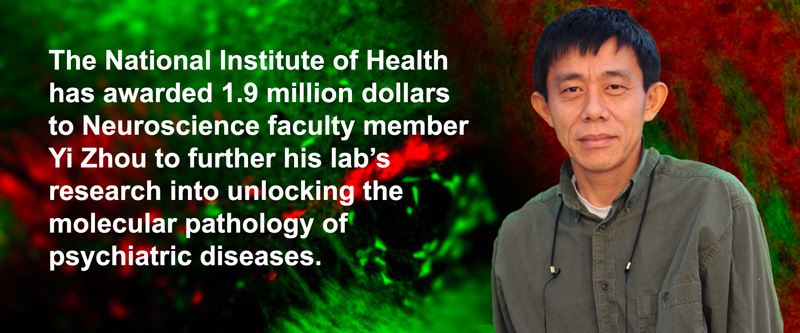 The National Institute of Health
has awarded 1.9 million dollars
to Neuroscience faculty member
Yi Zhou to further his lab’s
research into unlocking the
molecular pathology of
psychiatric diseases.